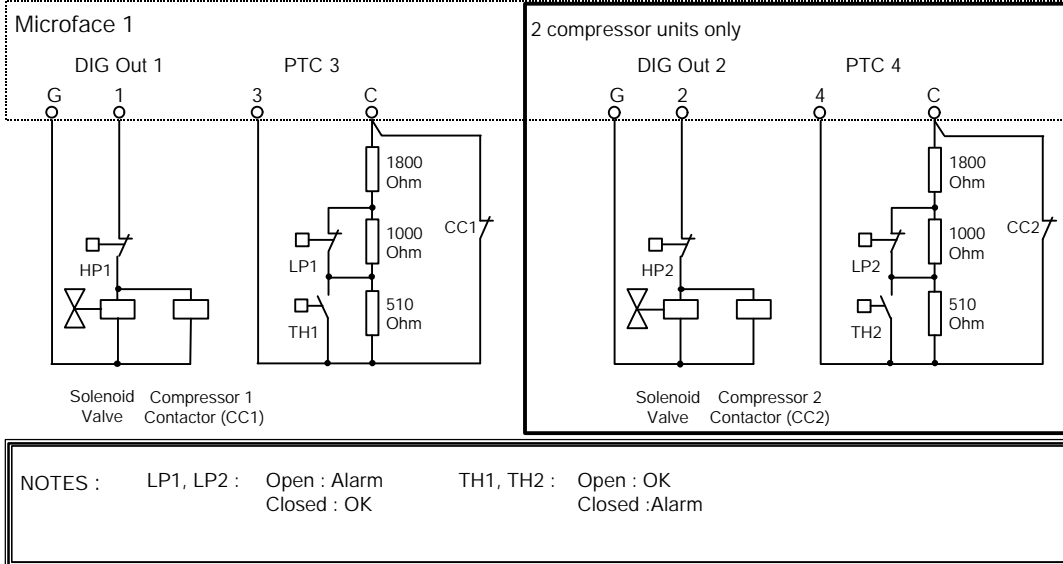 Microface 1
2 compressor units only
DIG Out 1 PTC 3
DIG Out 2 PTC 4
G 1 3 C
G 2 4 C
1800
Ohm
1000
Ohm
510
Ohm
CC1
HP1
LP1
TH1
1800
Ohm
1000
Ohm
510
Ohm
CC2
HP2
LP2
TH2
Solenoid
Valve
Compressor 1
Contactor (CC1)
Solenoid
Valve
Compressor 2
Contactor (CC2)
NOTES : LP1, LP2 : Open : Alarm TH1, TH2 : Open : OK
Closed : OK Closed :Alarm